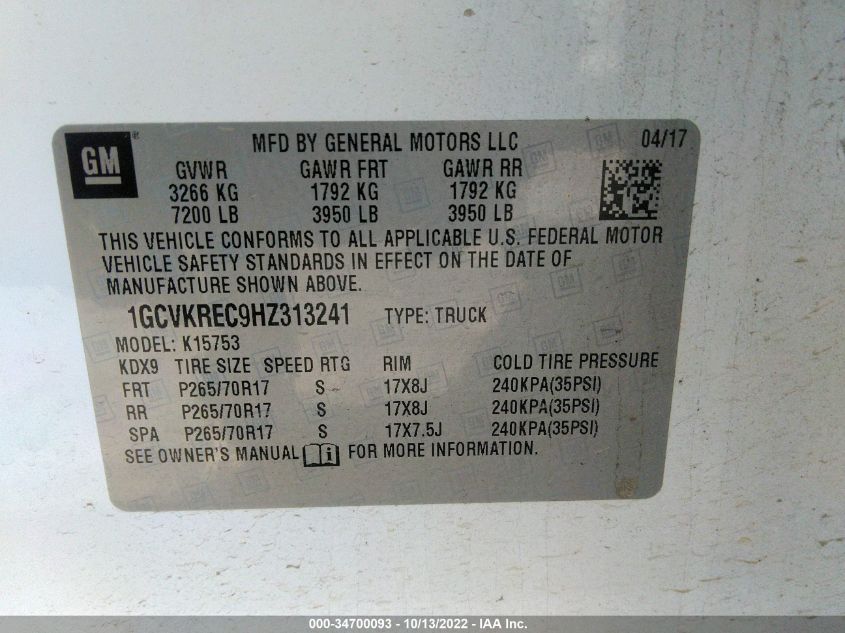 GM
MFD BY GENERAL MOTORS LLC 04/17
GVWR GAWR FRT GAWR RR
3266 KG 1792 KG 1792 KG
7200 LB 3950 LB 3950 LB
THIS VEHICLE CONFORMS TO ALL APPLICABLE U.S. FEDERAL MOTOR
VEHICLE SAFETY STANDARDS IN EFFECT ON THE DATE OF
MANUFACTURE SHOWN ABOVE.
1GCVKREC9HZ313241 TYPE: TRUCK
MODEL: K15753
KDX9 TIRE SIZE SPEED RTG RIM COLD TIRE PRESSURE
FRT P265/70R17 S 17X8J 240KPA(35PSI)
RR P265/70R17 S 17X8J 240KPA(35PSI)
SPA P265/70R17 S 17X7.5J 240KPA(35PSI)
SEE OWNER'S MANUAL i FOR MORE INFORMATION.
000-34700093 - 10/13/2022 - IAA Inc.